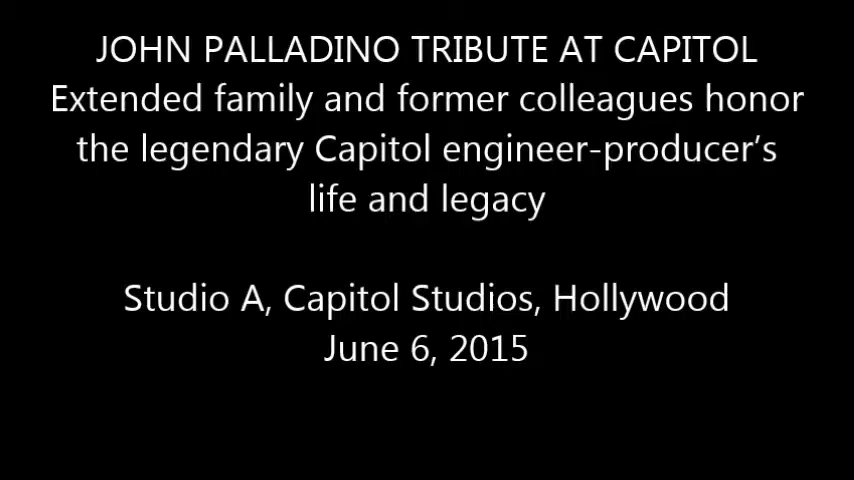 JOHN PALLADINO TRIBUTE AT CAPITOL
Extended family and former colleagues honor
the legendary Capitol engineer-producer’s
life and legacy
Studio A, Capitol Studios, Hollywood
June 6, 2015